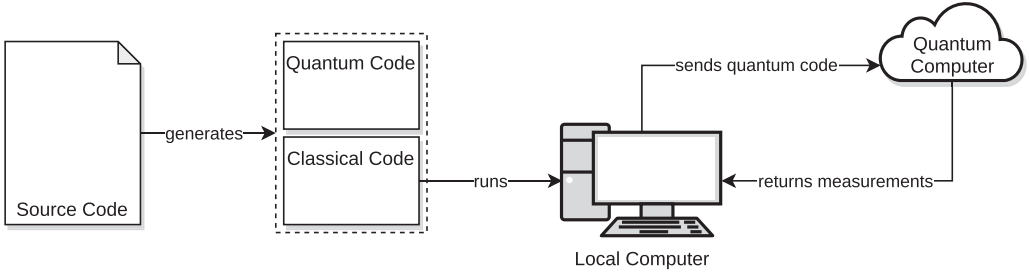 Source Code
generates
Quantum Code
Classical Code
runs
Local Computer
sends quantum code
Quantum
Computer
returns measurements